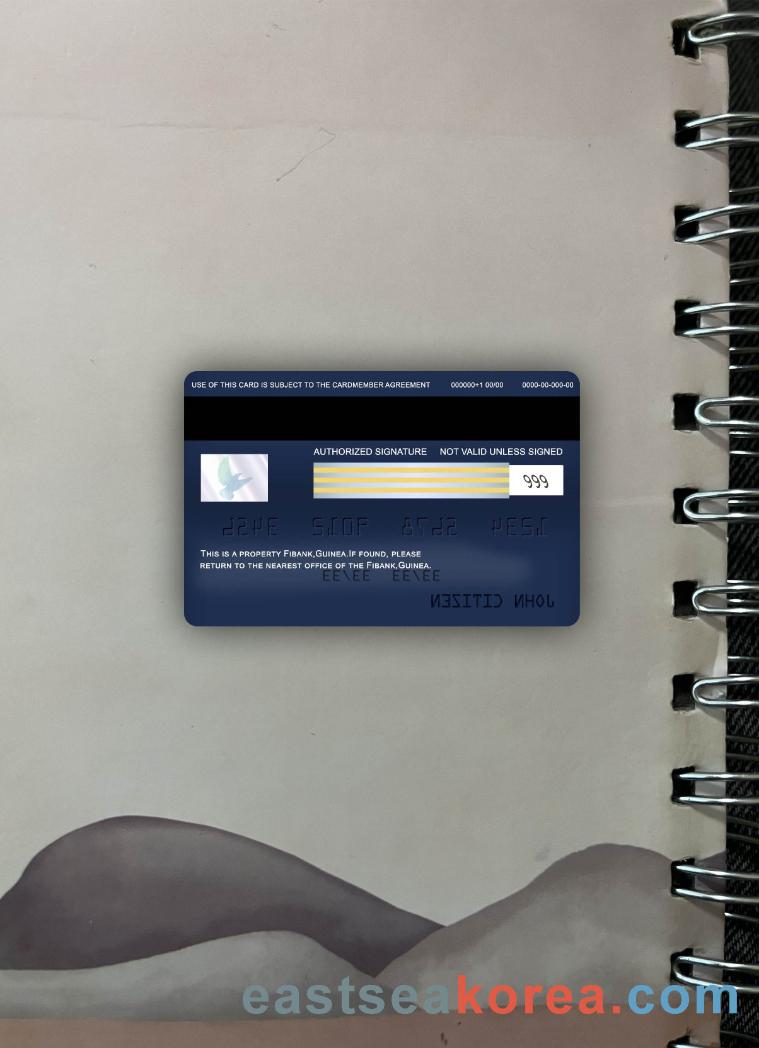 USE OF THIS CARD IS SUBJECT TO THE CARDMEMBER AGREEMENT 000000+1 00/00 0000-00-000-00
AUTHORIZED SIGNATURE NOT VALID UNLESS SIGNED
999
THIS IS A PROPERTY FIBANK,GUINEA.IF FOUND, PLEASE
RETURN TO THE NEAREST OFFICE OF THE FIBANK,GUINEA.
JOHN CITIZEN
eastseakorea.com